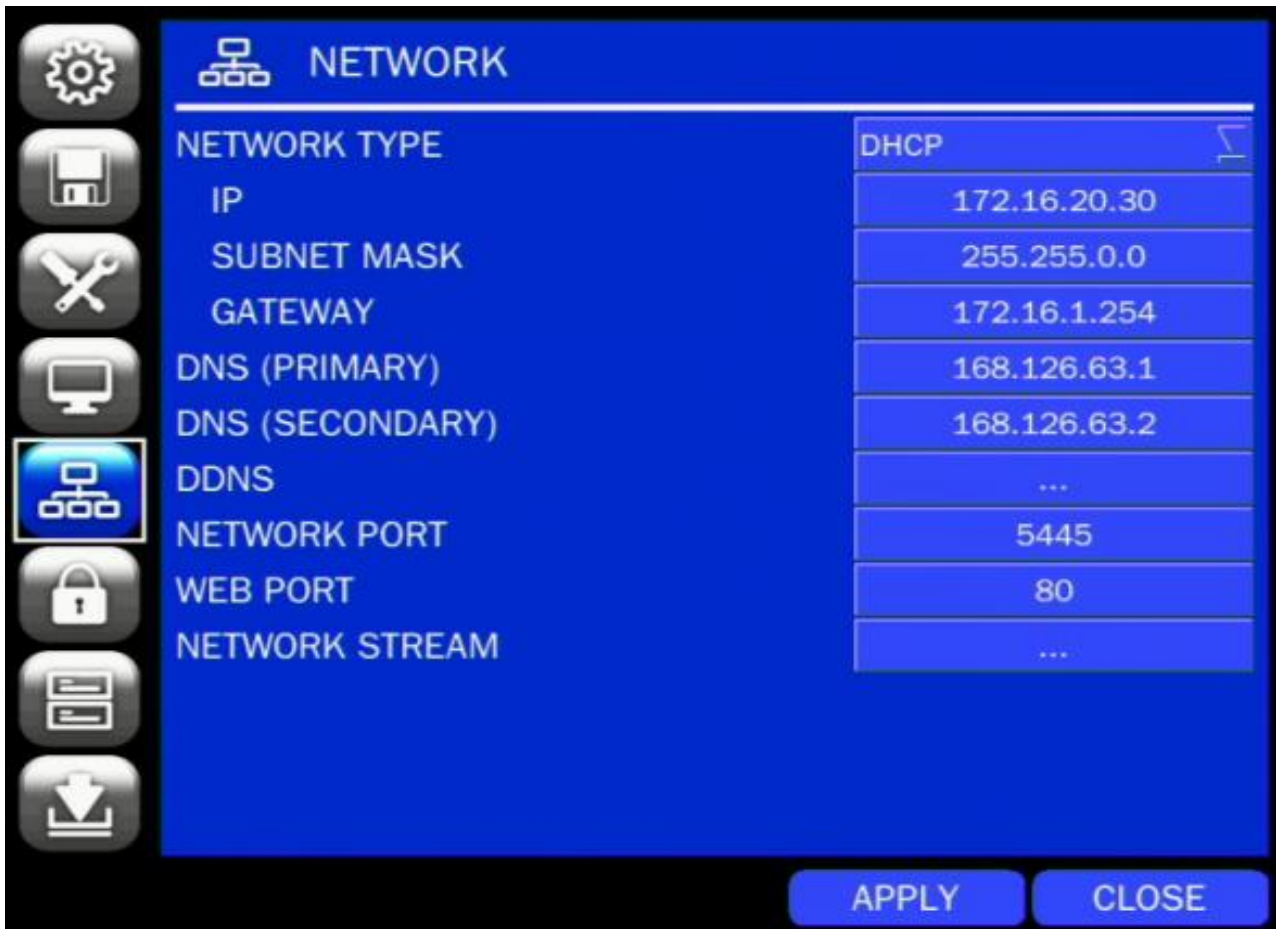 NETWORK
NETWORK TYPE DHCP
IP 172.16.20.30
SUBNET MASK 255.255.0.0
GATEWAY 172.16.1.254
DNS (PRIMARY) 168.126.63.1
DNS (SECONDARY) 168.126.63.2
DDNS ...
NETWORK PORT 5445
WEB PORT 80
NETWORK STREAM ...
APPLY CLOSE